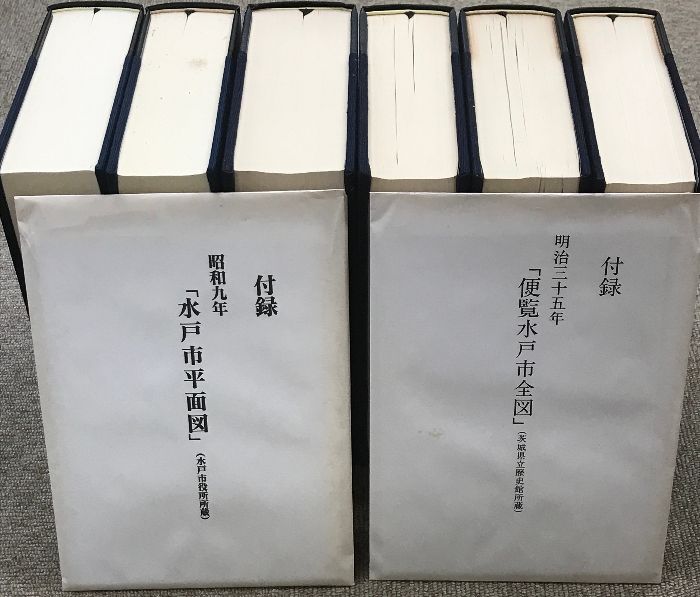 付録
明治三十五年
「便覧水戸市全図」
(茨城県立歴史館所蔵)
付録
昭和九年
「水戸市平面図」
(水戸市役所所蔵)